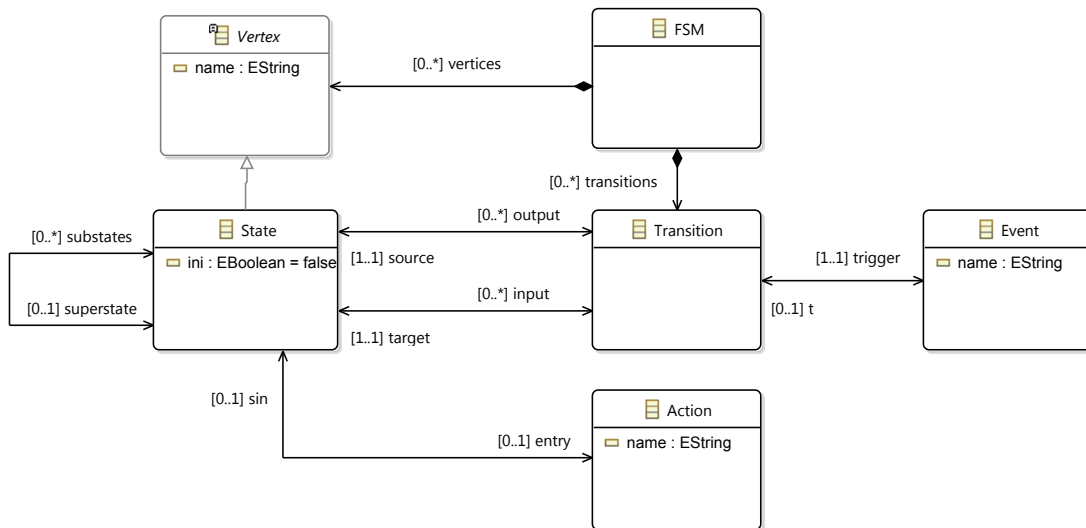 Vertex
name : EString
FSM
[0..*] vertices
[0..*] transitions
State
ini : EBoolean = false
[0..*] substates
[0..1] superstate
[0..*] output
[1..1] source
[0..*] input
[1..1] target
Transition
[1..1] trigger
[0..1] t
Event
name : EString
[0..1] sin
[0..1] entry
Action
name : EString